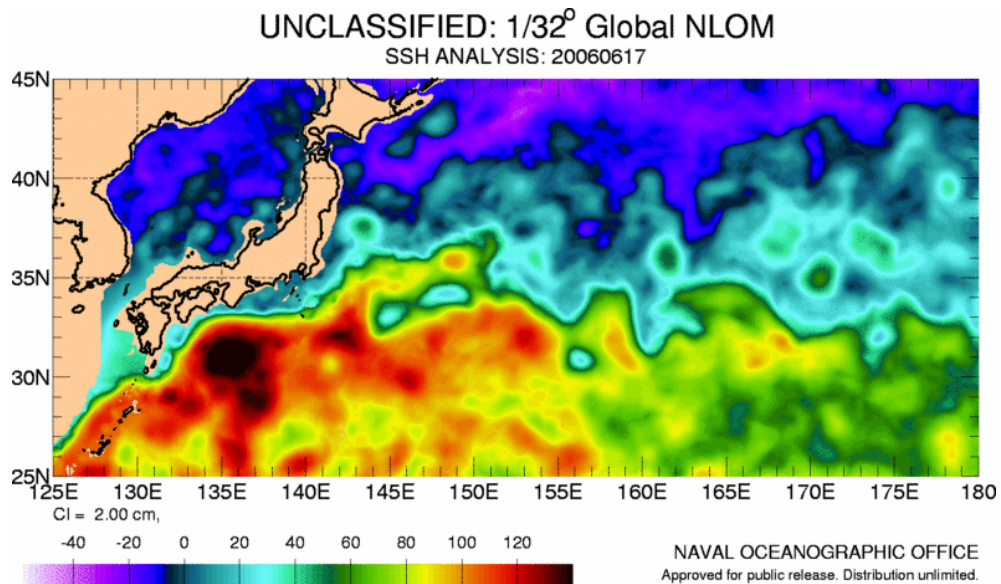 UNCLASSIFIED: 1/32° Global NLOM
SSH ANALYSIS: 20060617
45N
40N
35N
30N
25N
125E 130E 135E 140E 145E 150E 155E 160E 165E 170E 175E 180
CI = 2.00 cm,
-40 -20 0 20 40 60 80 100 120
NAVAL OCEANOGRAPHIC OFFICE
Approved for public release. Distribution unlimited.